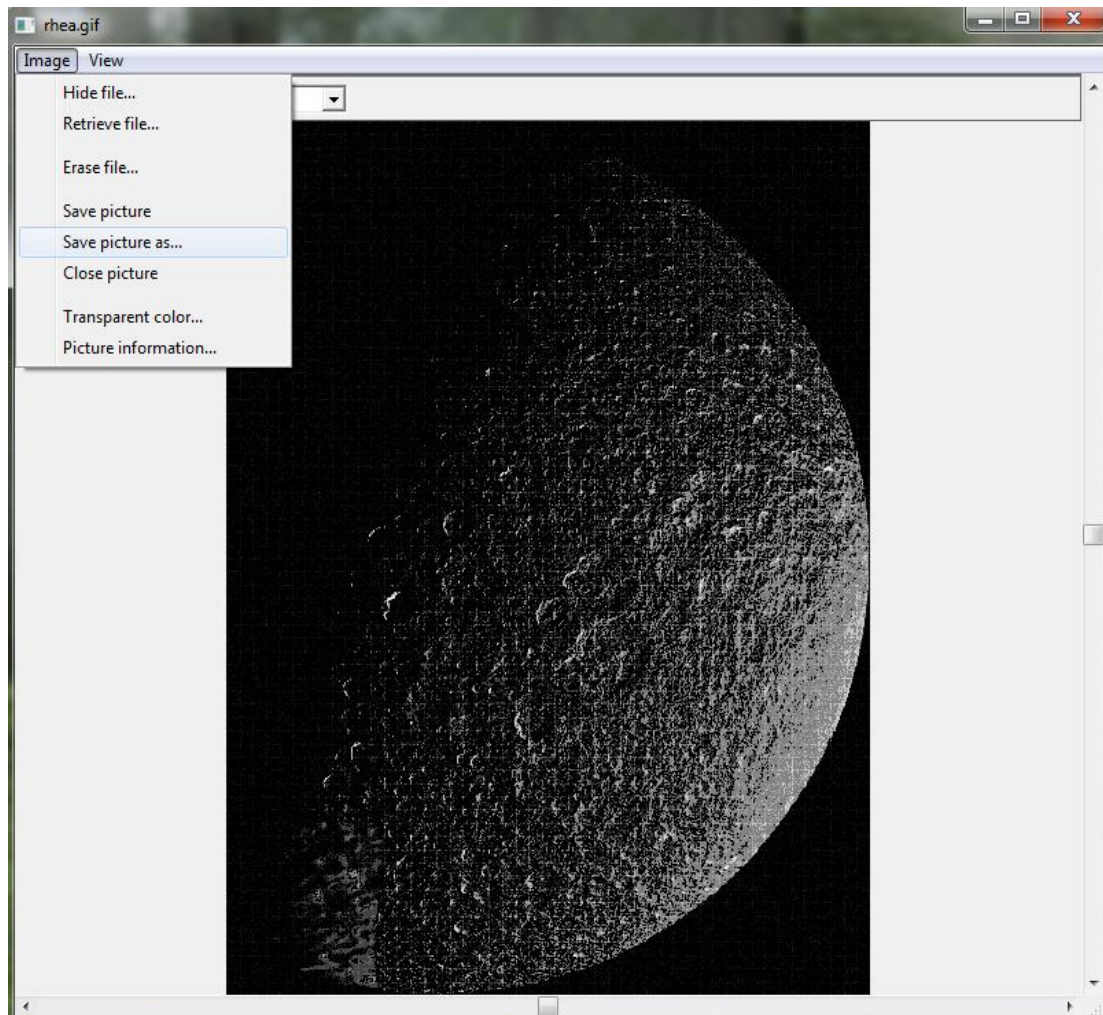 rhea.gif
Image View
Hide file...
Retrieve file...
Erase file...
Save picture
Save picture as...
Close picture
Transparent color...
Picture information...